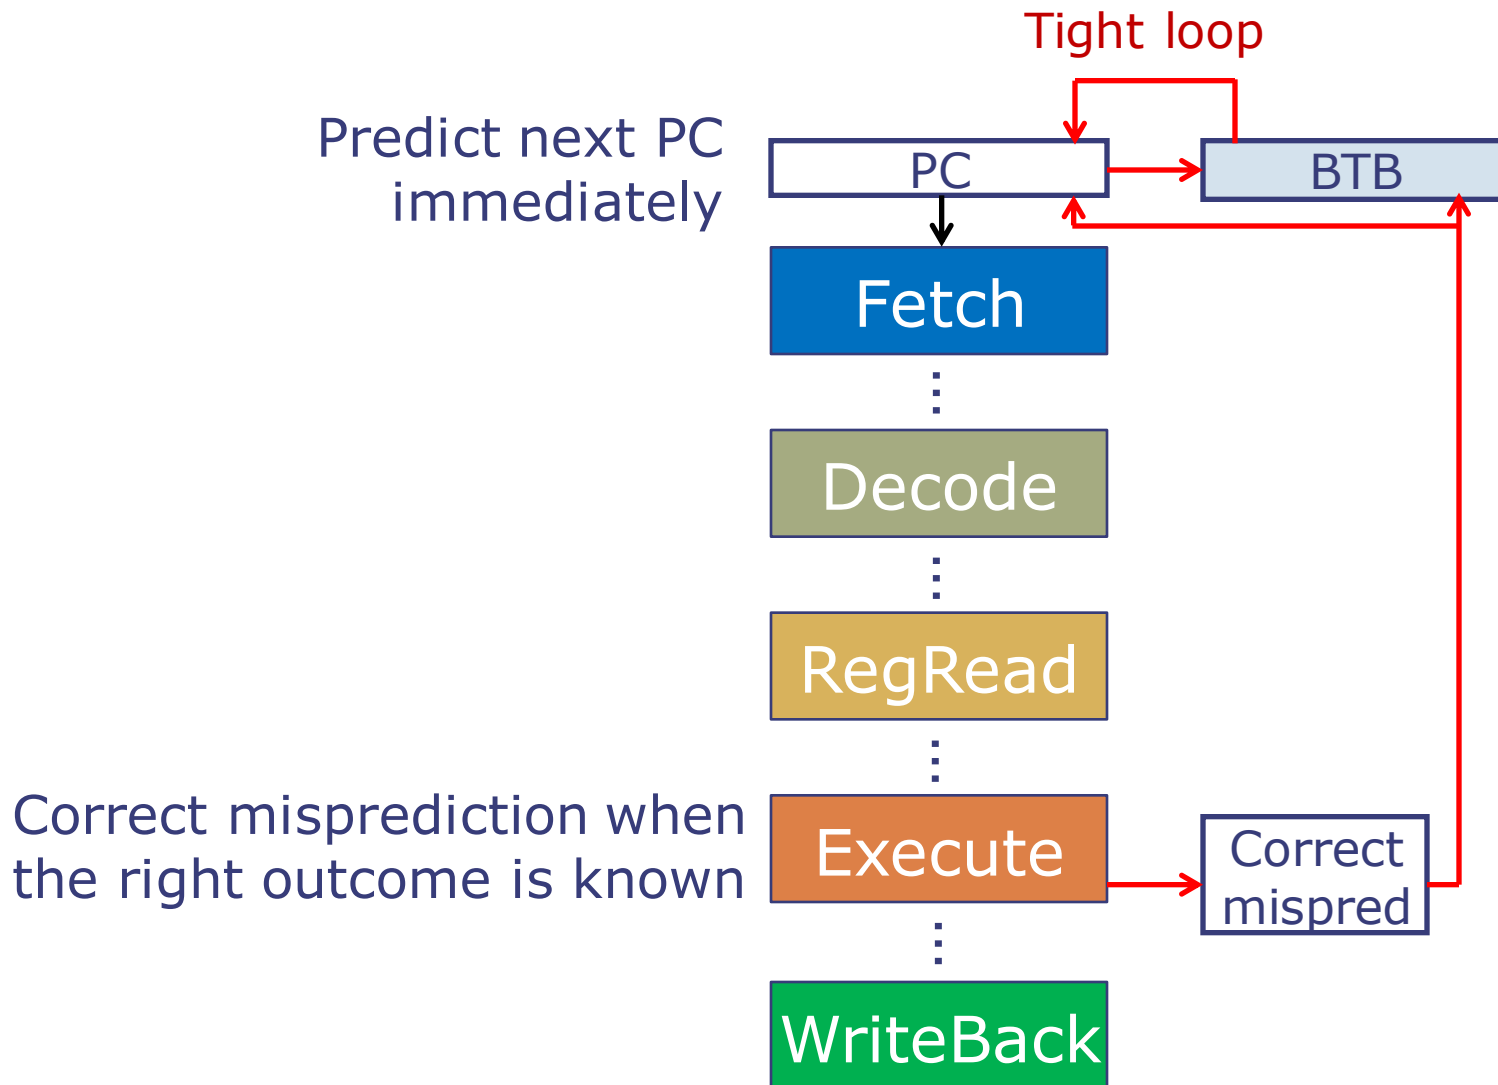 Tight loop
Predict next PC
immediately
PC
BTB
Fetch
Decode
RegRead
Correct misprediction when
the right outcome is known
Execute
Correct
mispred
WriteBack